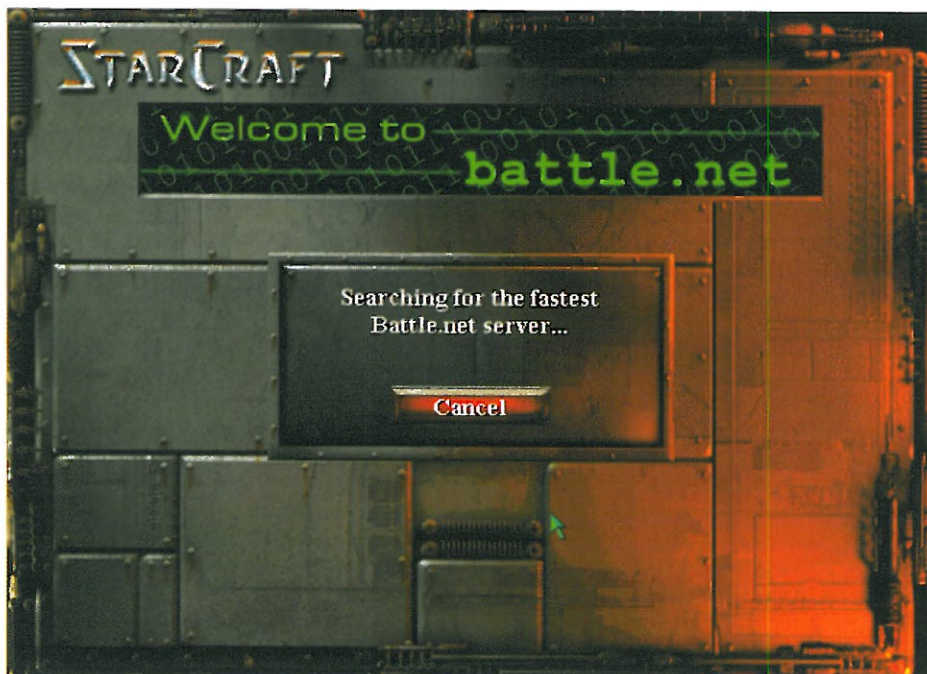 STARCRAFT
Welcome to
battle.net
Searching for the fastest
Battle.net server...
Cancel